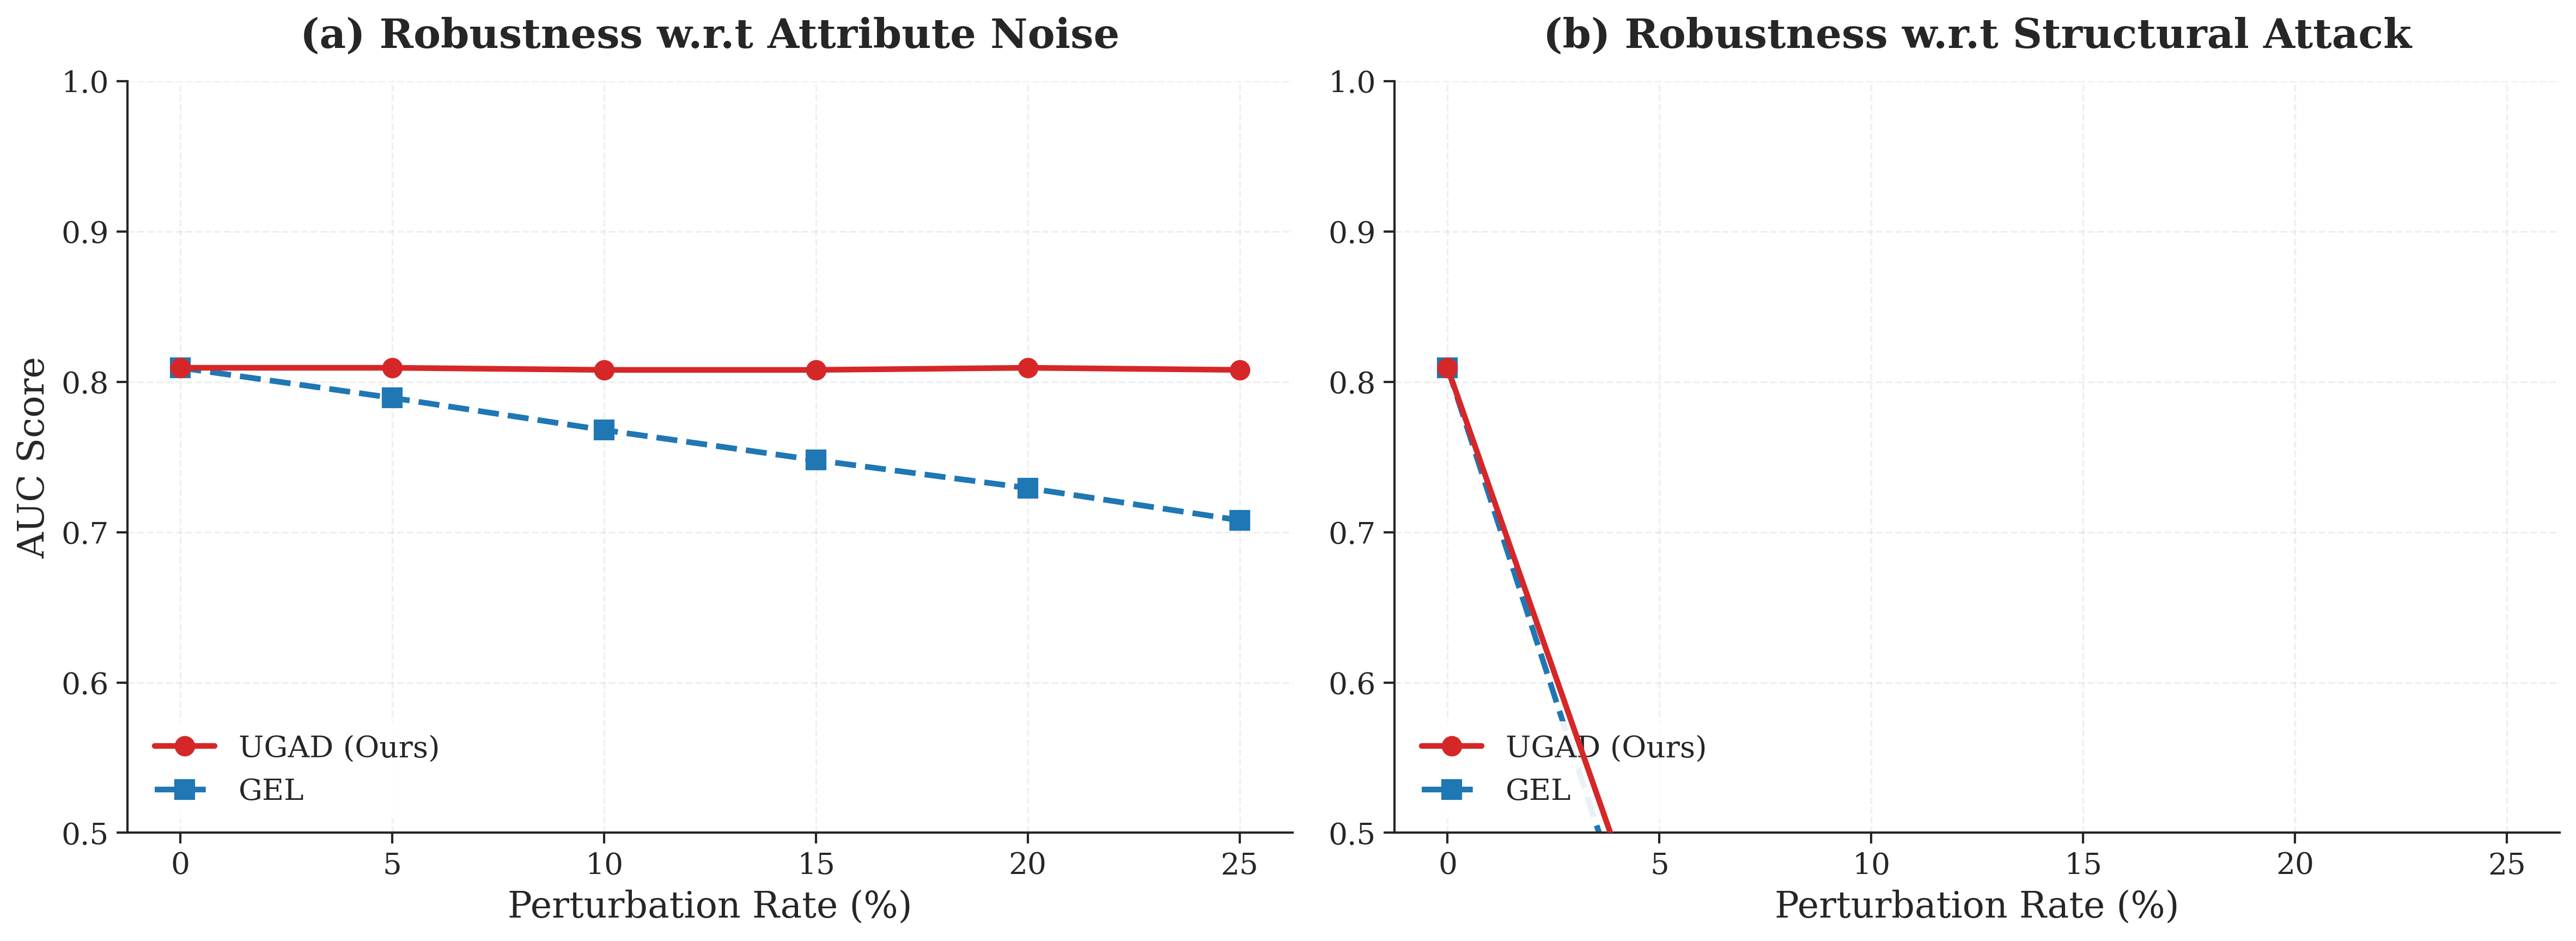 (a) Robustness w.r.t Attribute Noise
1.0
0.9
0.8
0.7
0.6
0.5
AUC Score
UGAD (Ours)
GEL
0 5 10 15 20 25
Perturbation Rate (%)
(b) Robustness w.r.t Structural Attack
1.0
0.9
0.8
0.7
0.6
0.5
UGAD (Ours)
GEL
0 5 10 15 20 25
Perturbation Rate (%)